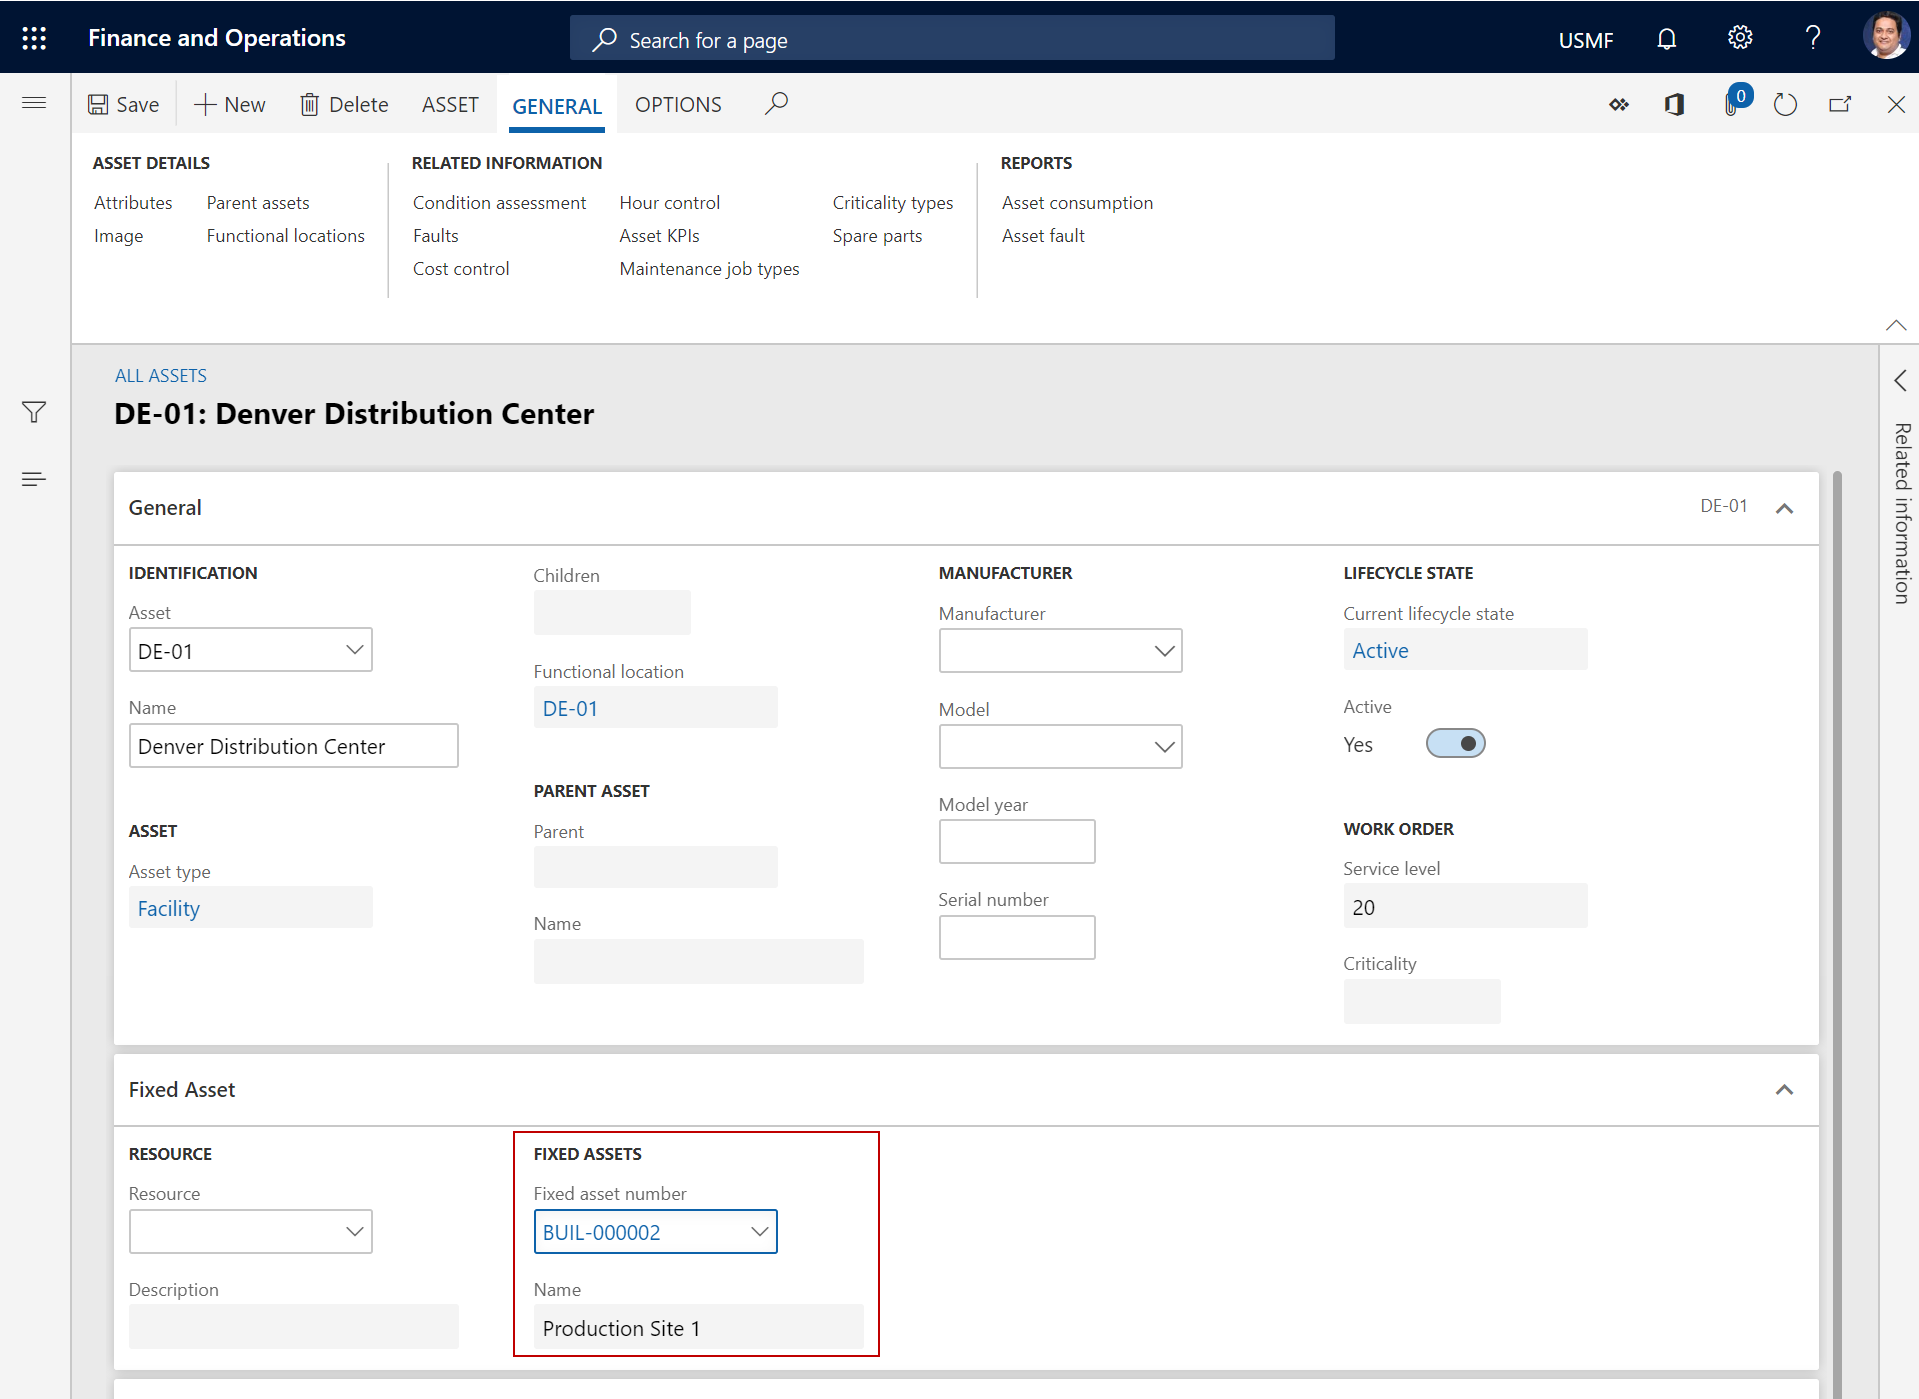 Finance and Operations
Search for a page
USMF
Save
New
Delete
ASSET
GENERAL
OPTIONS
0
ASSET DETAILS
Attributes
Parent assets
Image
Functional locations
RELATED INFORMATION
Condition assessment
Hour control
Criticality types
Faults
Asset KPIs
Spare parts
Cost control
Maintenance job types
REPORTS
Asset consumption
Asset fault
ALL ASSETS
DE-01: Denver Distribution Center
Related information
General
DE-01
IDENTIFICATION
Asset
DE-01
Name
Denver Distribution Center
ASSET
Asset type
Facility
Children
Functional location
DE-01
PARENT ASSET
Parent
Name
MANUFACTURER
Manufacturer
Model
Model year
Serial number
LIFECYCLE STATE
Current lifecycle state
Active
Active
Yes
WORK ORDER
Service level
20
Criticality
Fixed Asset
RESOURCE
Resource
Description
FIXED ASSETS
Fixed asset number
BUIL-000002
Name
Production Site 1